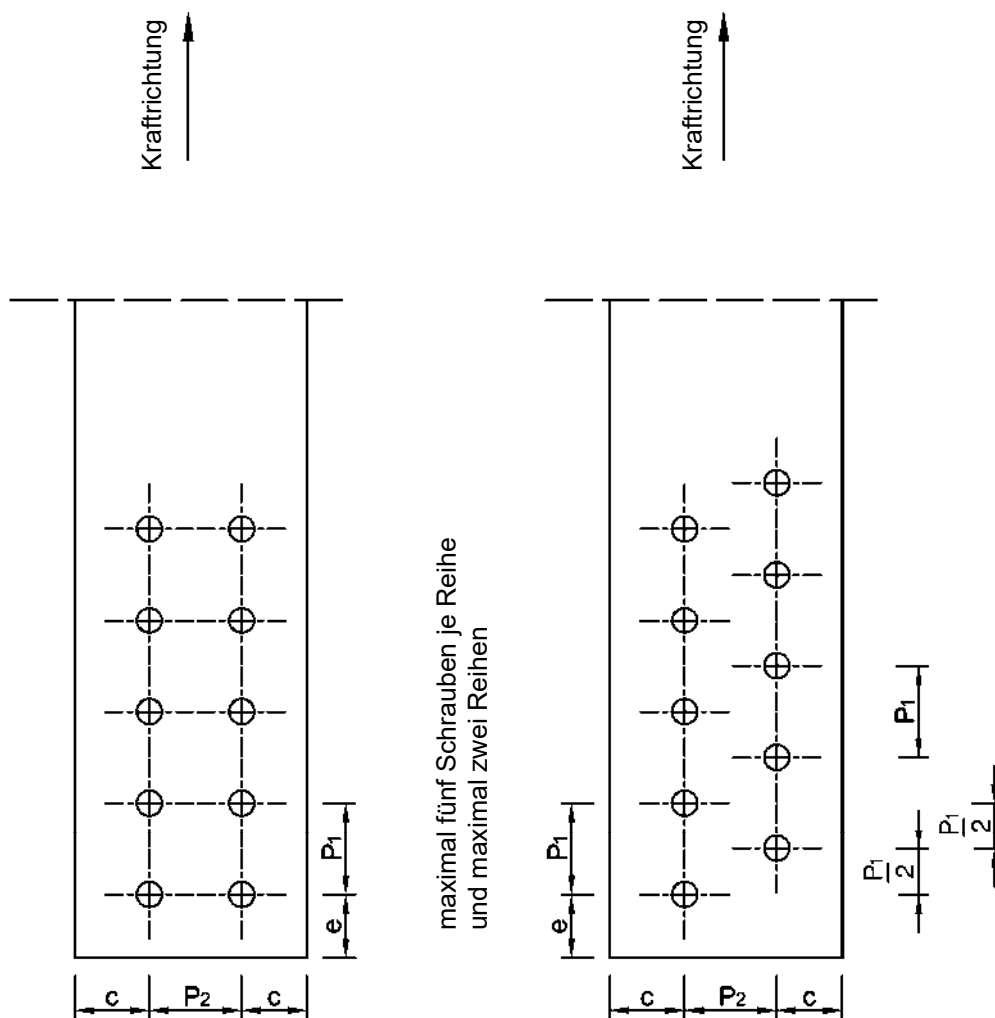 Kraftrichtung
Kraftrichtung
maximal fünf Schrauben je Reihe
und maximal zwei Reihen
P1
e
c
P2
c
P1
e
P1
P1
2
P1
2
c
P2
c